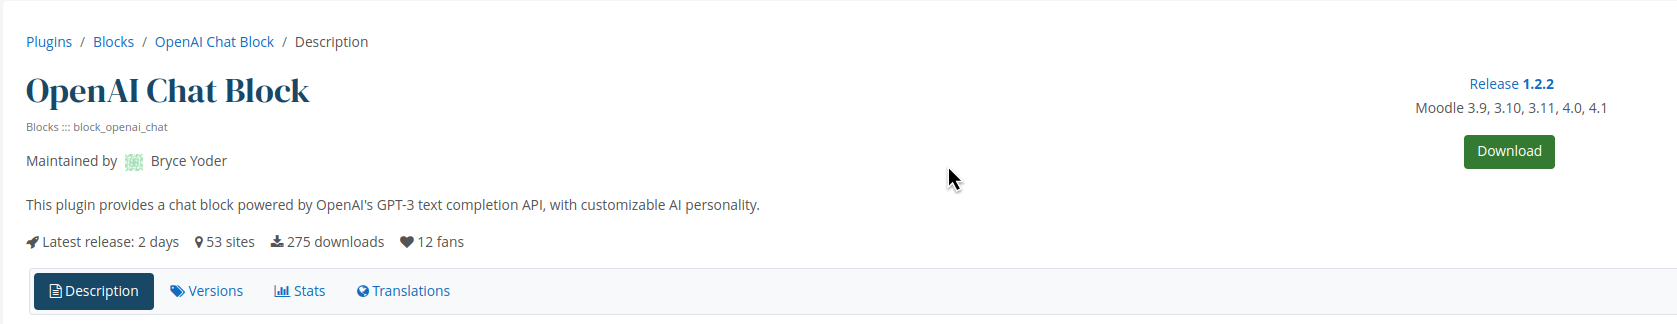 Plugins / Blocks / OpenAI Chat Block / Description
OpenAI Chat Block
Blocks ::: block_openai_chat
Maintained by Bryce Yoder
This plugin provides a chat block powered by OpenAI's GPT-3 text completion API, with customizable AI personality.
Latest release: 2 days 53 sites 275 downloads 12 fans
Release 1.2.2
Moodle 3.9, 3.10, 3.11, 4.0, 4.1
Download
Description Versions Stats Translations